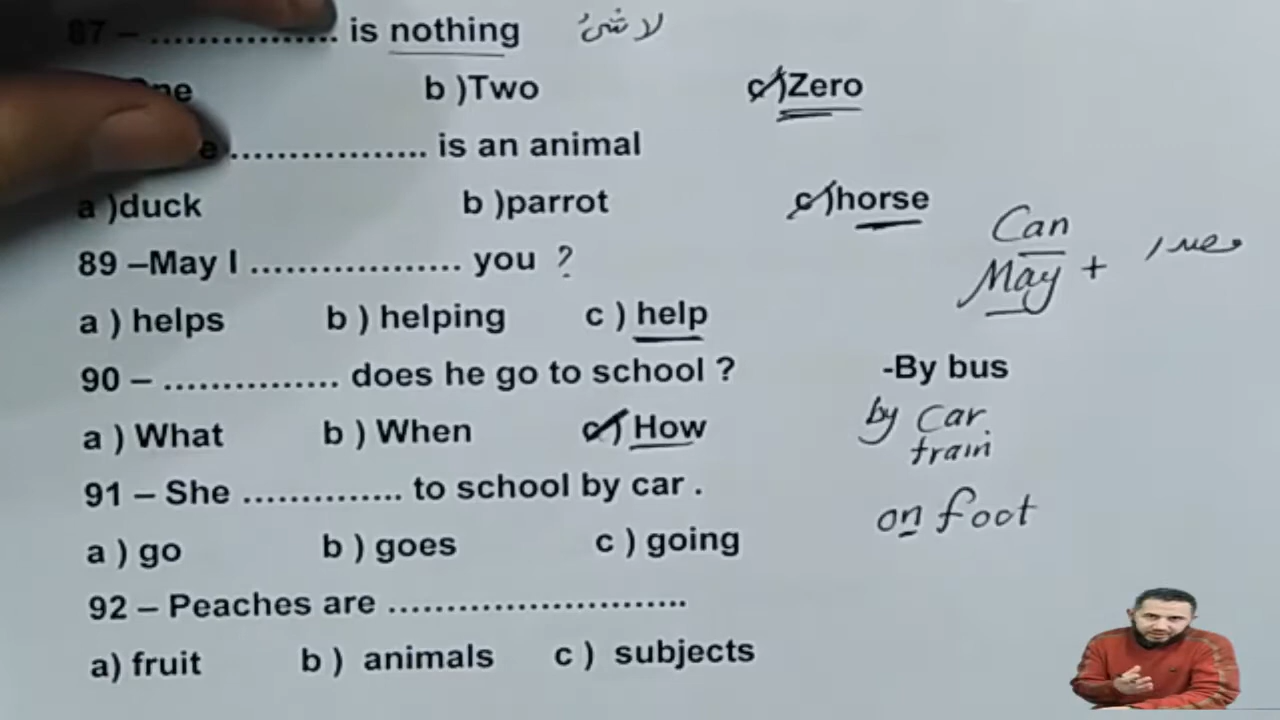 87 – ................. is nothing لا شئ
b )Two c )Zero
................. is an animal
a )duck b )parrot c )horse
Can
May + مصدر
89 –May I .................. you ?
a ) helps b ) helping c ) help
90 – ............... does he go to school ? -By bus
a ) What b ) When c ) How by Car.
train
91 – She .............. to school by car .
on foot
a ) go b ) goes c ) going
92 – Peaches are ..........................
a) fruit b ) animals c ) subjects